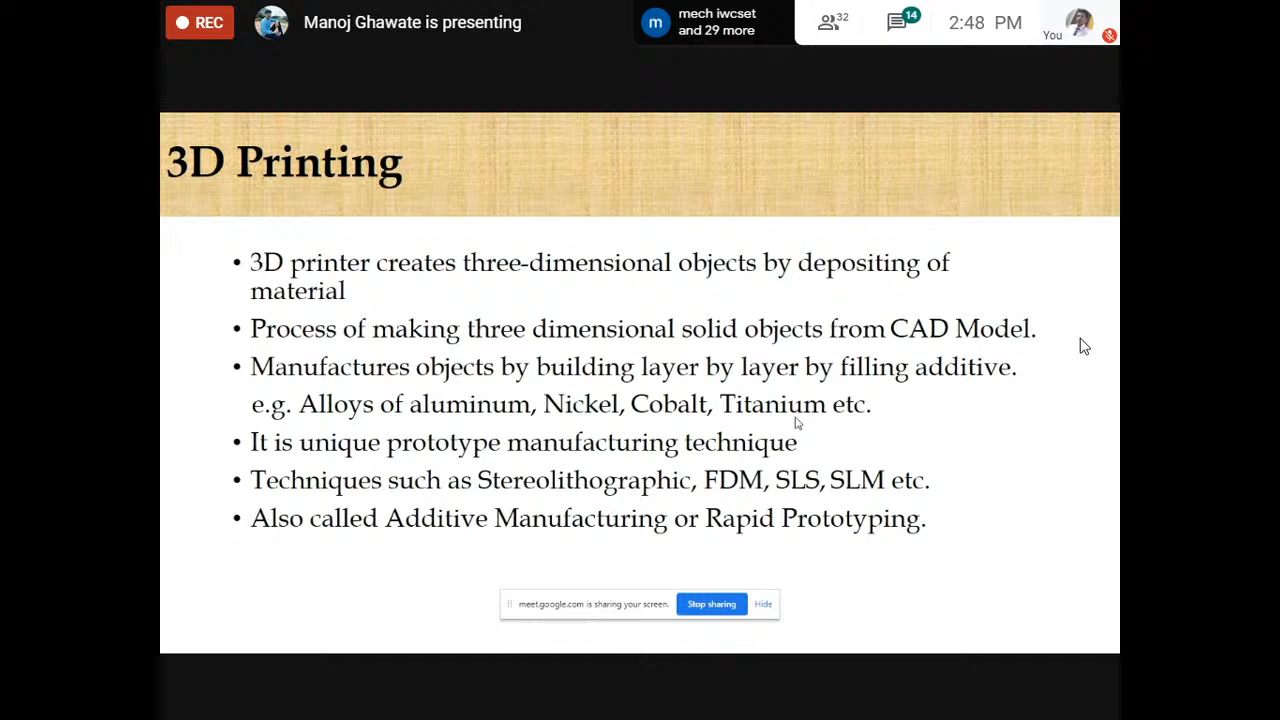 REC
Manoj Ghawate is presenting
m
mech iwcset
and 29 more
32
14
2:48 PM
You
3D Printing
• 3D printer creates three-dimensional objects by depositing of
material
• Process of making three dimensional solid objects from CAD Model.
• Manufactures objects by building layer by layer by filling additive.
e.g. Alloys of aluminum, Nickel, Cobalt, Titanium etc.
• It is unique prototype manufacturing technique
• Techniques such as Stereolithographic, FDM, SLS, SLM etc.
• Also called Additive Manufacturing or Rapid Prototyping.
meet.google.com is sharing your screen. Stop sharing Hide